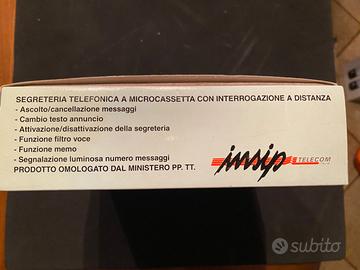 SEGRETERIA TELEFONICA A MICROCASSETTA CON INTERROGAZIONE A DISTANZA
- Ascolto/cancellazione messaggi
- Cambio testo annuncio
- Attivazione/disattivazione della segreteria
- Funzione filtro voce
- Funzione memo
- Segnalazione luminosa numero messaggi
PRODOTTO OMOLOGATO DAL MINISTERO PP. TT.
insip
TELECOM
subito